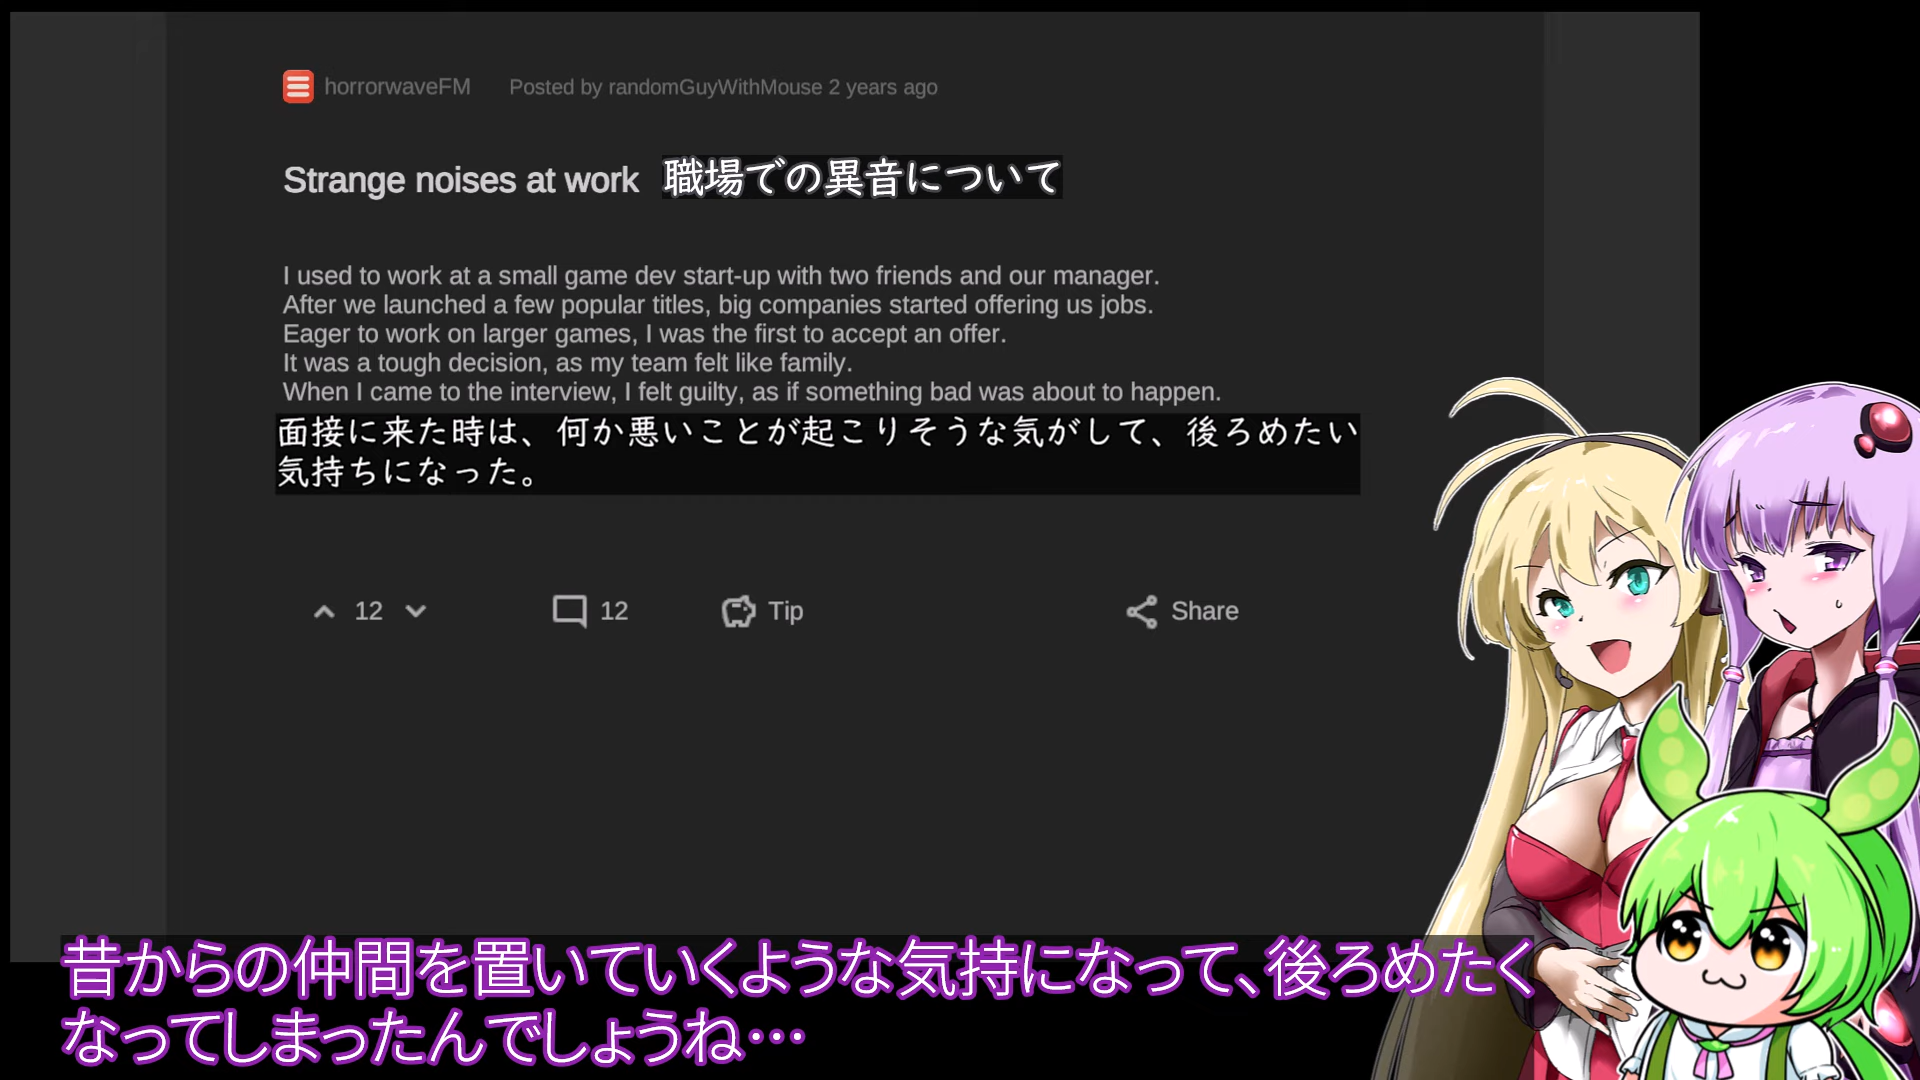 horrorwaveFM Posted by randomGuyWithMouse 2 years ago
Strange noises at work 職場での異音について
I used to work at a small game dev start-up with two friends and our manager.
After we launched a few popular titles, big companies started offering us jobs.
Eager to work on larger games, I was the first to accept an offer.
It was a tough decision, as my team felt like family.
When I came to the interview, I felt guilty, as if something bad was about to happen.
面接に来た時は、何か悪いことが起こりそうな気がして、後ろめたい
気持ちになった。
12 12 Tip Share
昔からの仲間を置いていくような気持になって、後ろめたく
なってしまったんでしょうね…